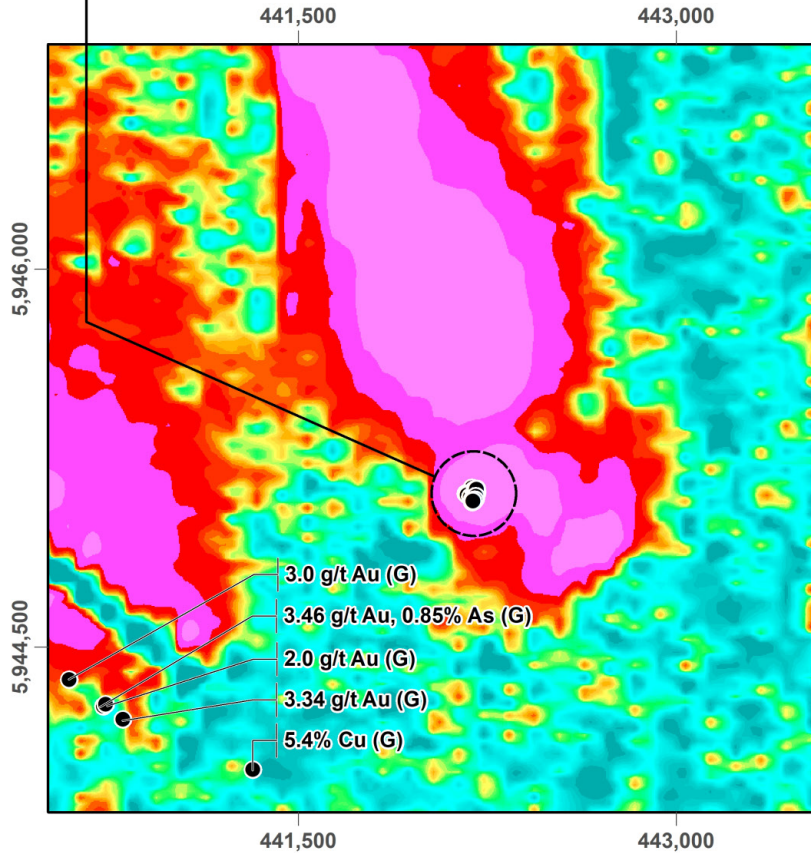 441,500 443,000
5,946,000
5,944,500
3.0 g/t Au (G)
3.46 g/t Au, 0.85% As (G)
2.0 g/t Au (G)
3.34 g/t Au (G)
5.4% Cu (G)
441,500 443,000